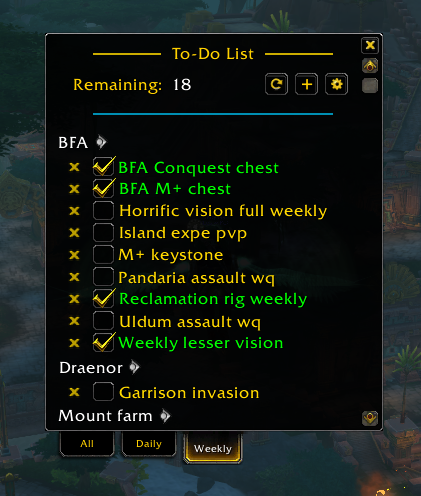 To-Do List
Remaining: 18
BFA
BFA Conquest chest
BFA M+ chest
Horrific vision full weekly
Island expe pvp
M+ keystone
Pandaria assault wq
Reclamation rig weekly
Uldum assault wq
Weekly lesser vision
Draenor
Garrison invasion
Mount farm
All
Daily
Weekly